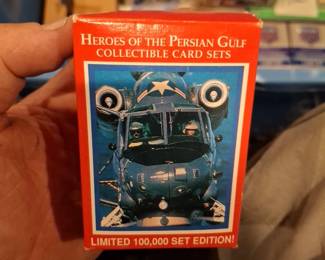 HEROES OF THE PERSIAN GULF
COLLECTIBLE CARD SETS
LIMITED 100,000 SET EDITION!